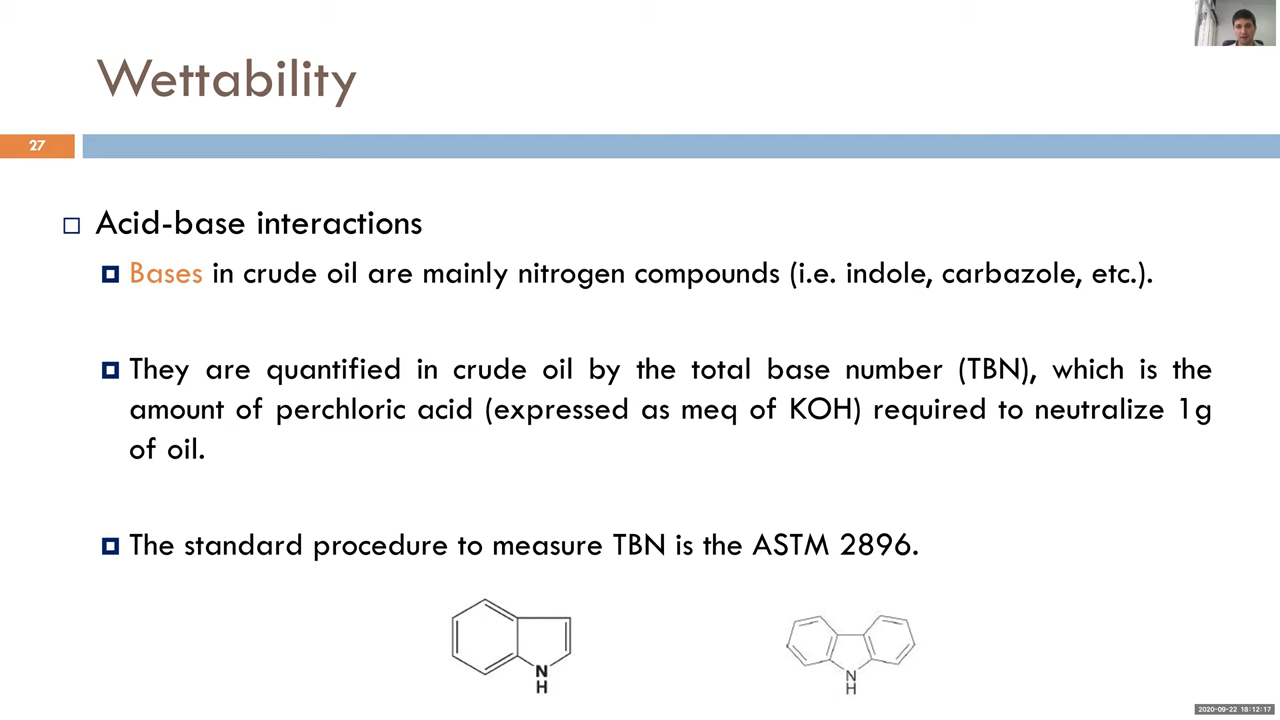 Wettability
27
Acid-base interactions
Bases in crude oil are mainly nitrogen compounds (i.e. indole, carbazole, etc.).
They are quantified in crude oil by the total base number (TBN), which is the
amount of perchloric acid (expressed as meq of KOH) required to neutralize 1g
of oil.
The standard procedure to measure TBN is the ASTM 2896.
N
H
N
H
2020-09-22 18:12:17